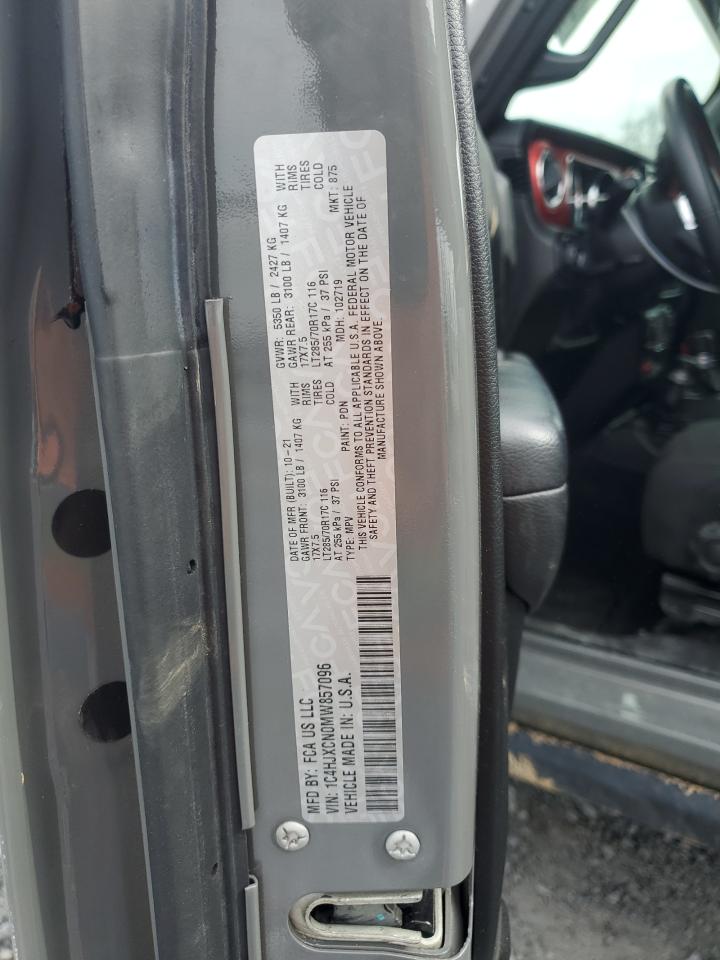 MFD BY: FCA US LLC
DATE OF MFR (BUILT): 10-21
GVWR: 5350 LB / 2427 KG
VIN: 1C4HJXCN0MW857096
GAWR FRONT: 3100 LB / 1407 KG WITH
GAWR REAR: 3100 LB / 1407 KG WITH
VEHICLE MADE IN: U.S.A.
17X7.5 RIMS
17X7.5 RIMS
LT285/70R17C 116 TIRES
LT285/70R17C 116 TIRES
AT 255 kPa / 37 PSI COLD
AT 255 kPa / 37 PSI COLD
TYPE: MPV PAINT: PDN MDH: 102719 MKT: 875
THIS VEHICLE CONFORMS TO ALL APPLICABLE U.S.A. FEDERAL MOTOR VEHICLE
SAFETY AND THEFT PREVENTION STANDARDS IN EFFECT ON THE DATE OF
MANUFACTURE SHOWN ABOVE.